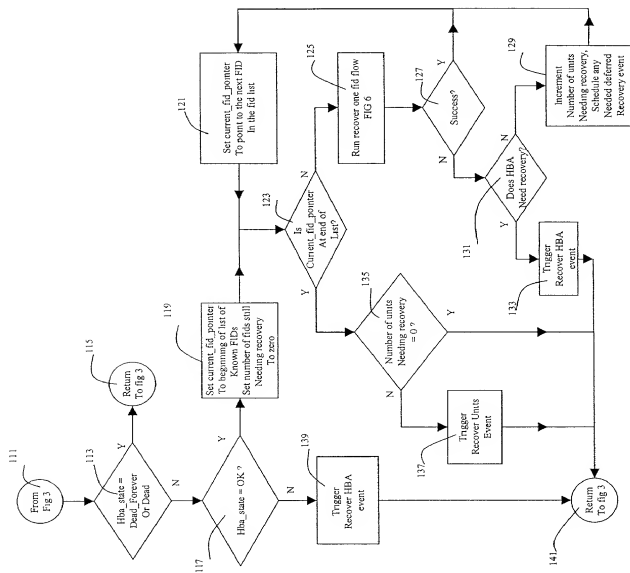 111
From
Fig 3
113
Hba_state =
Dead_Forever
Or Dead
Y
115
Return
To fig 3
N
117
Hba_state = OK ?
Y
N
139
Trigger
Recover HBA
event
119
Set current_fid_pointer
To beginning of list of
Known FIDs
Set number of fids still
Needing recovery
To zero
121
Set current_fid_pointer
To point to the next FID
In the fid list
123
Is
Current_fid_pointer
At end of
List?
Y
N
125
Run recover one fid flow
FIG 6
127
Success?
Y
N
131
Does HBA
Need recovery?
Y
N
129
Increment
Number of units
Needing recovery,
Schedule any
Needed deferred
Recovery event
133
Trigger
Recover HBA
event
135
Number of units
Needing recovery
= 0 ?
Y
N
137
Trigger
Recover Units
Event
141
Return
To fig 3